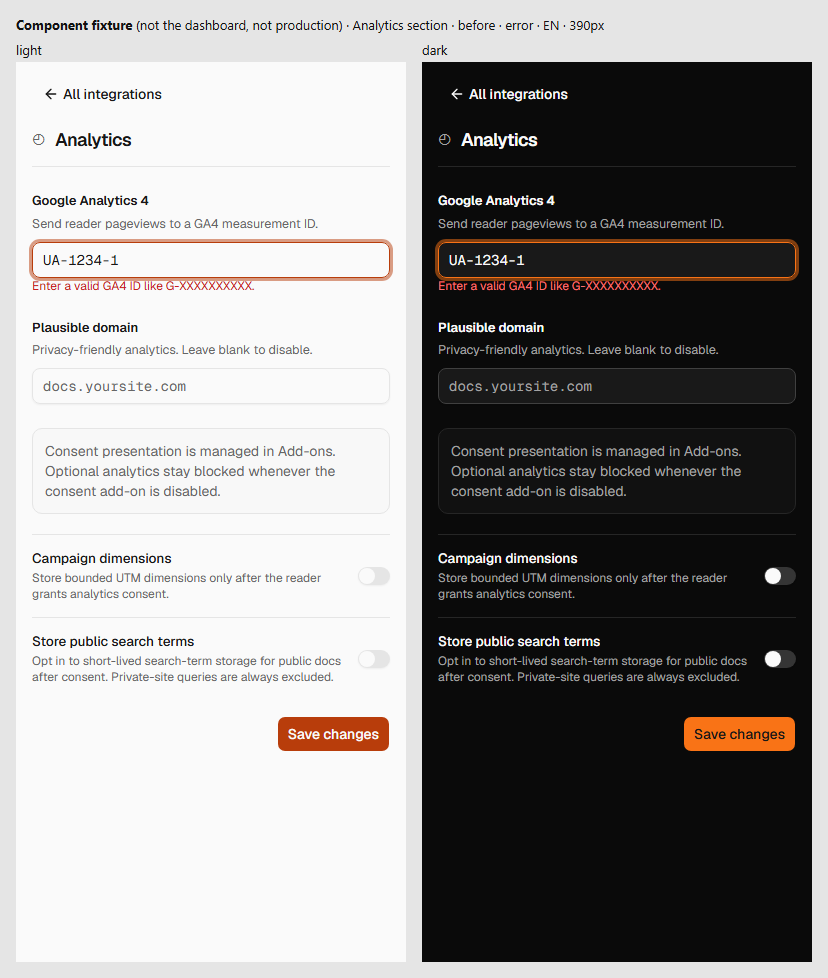 Component fixture (not the dashboard, not production) · Analytics section · before · error · EN · 390px
light
← All integrations
Analytics
Google Analytics 4
Send reader pageviews to a GA4 measurement ID.
UA-1234-1
Enter a valid GA4 ID like G-XXXXXXXXXX.
Plausible domain
Privacy-friendly analytics. Leave blank to disable.
docs.yoursite.com
Consent presentation is managed in Add-ons.
Optional analytics stay blocked whenever the
consent add-on is disabled.
Campaign dimensions
Store bounded UTM dimensions only after the reader
grants analytics consent.
Store public search terms
Opt in to short-lived search-term storage for public docs
after consent. Private-site queries are always excluded.
Save changes
dark
← All integrations
Analytics
Google Analytics 4
Send reader pageviews to a GA4 measurement ID.
UA-1234-1
Enter a valid GA4 ID like G-XXXXXXXXXX.
Plausible domain
Privacy-friendly analytics. Leave blank to disable.
docs.yoursite.com
Consent presentation is managed in Add-ons.
Optional analytics stay blocked whenever the
consent add-on is disabled.
Campaign dimensions
Store bounded UTM dimensions only after the reader
grants analytics consent.
Store public search terms
Opt in to short-lived search-term storage for public docs
after consent. Private-site queries are always excluded.
Save changes